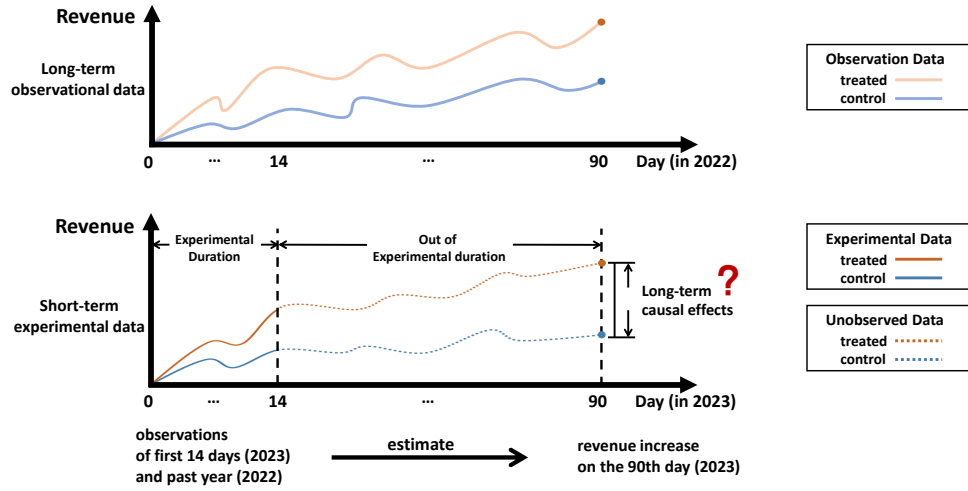 Revenue
Long-term
observational data
0
...
14
...
90
Day (in 2022)
Observation Data
treated
control
Revenue
Experimental
Duration
Out of
Experimental duration
Short-term
experimental data
Long-term
causal effects
?
0
...
14
...
90
Day (in 2023)
Experimental Data
treated
control
Unobserved Data
treated
control
observations
of first 14 days (2023)
and past year (2022)
estimate
revenue increase
on the 90th day (2023)